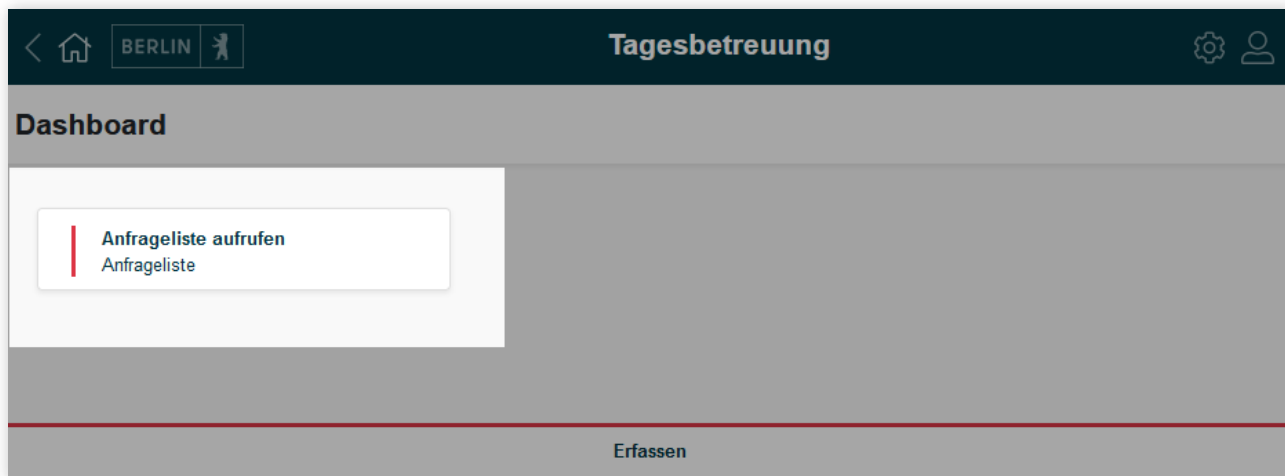 BERLIN
Tagesbetreuung
Dashboard
Anfrageliste aufrufen
Anfrageliste
Erfassen